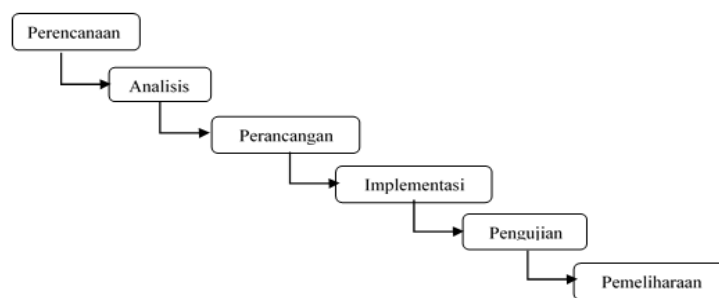 Perencanaan
Analisis
Perancangan
Implementasi
Pengujian
Pemeliharaan